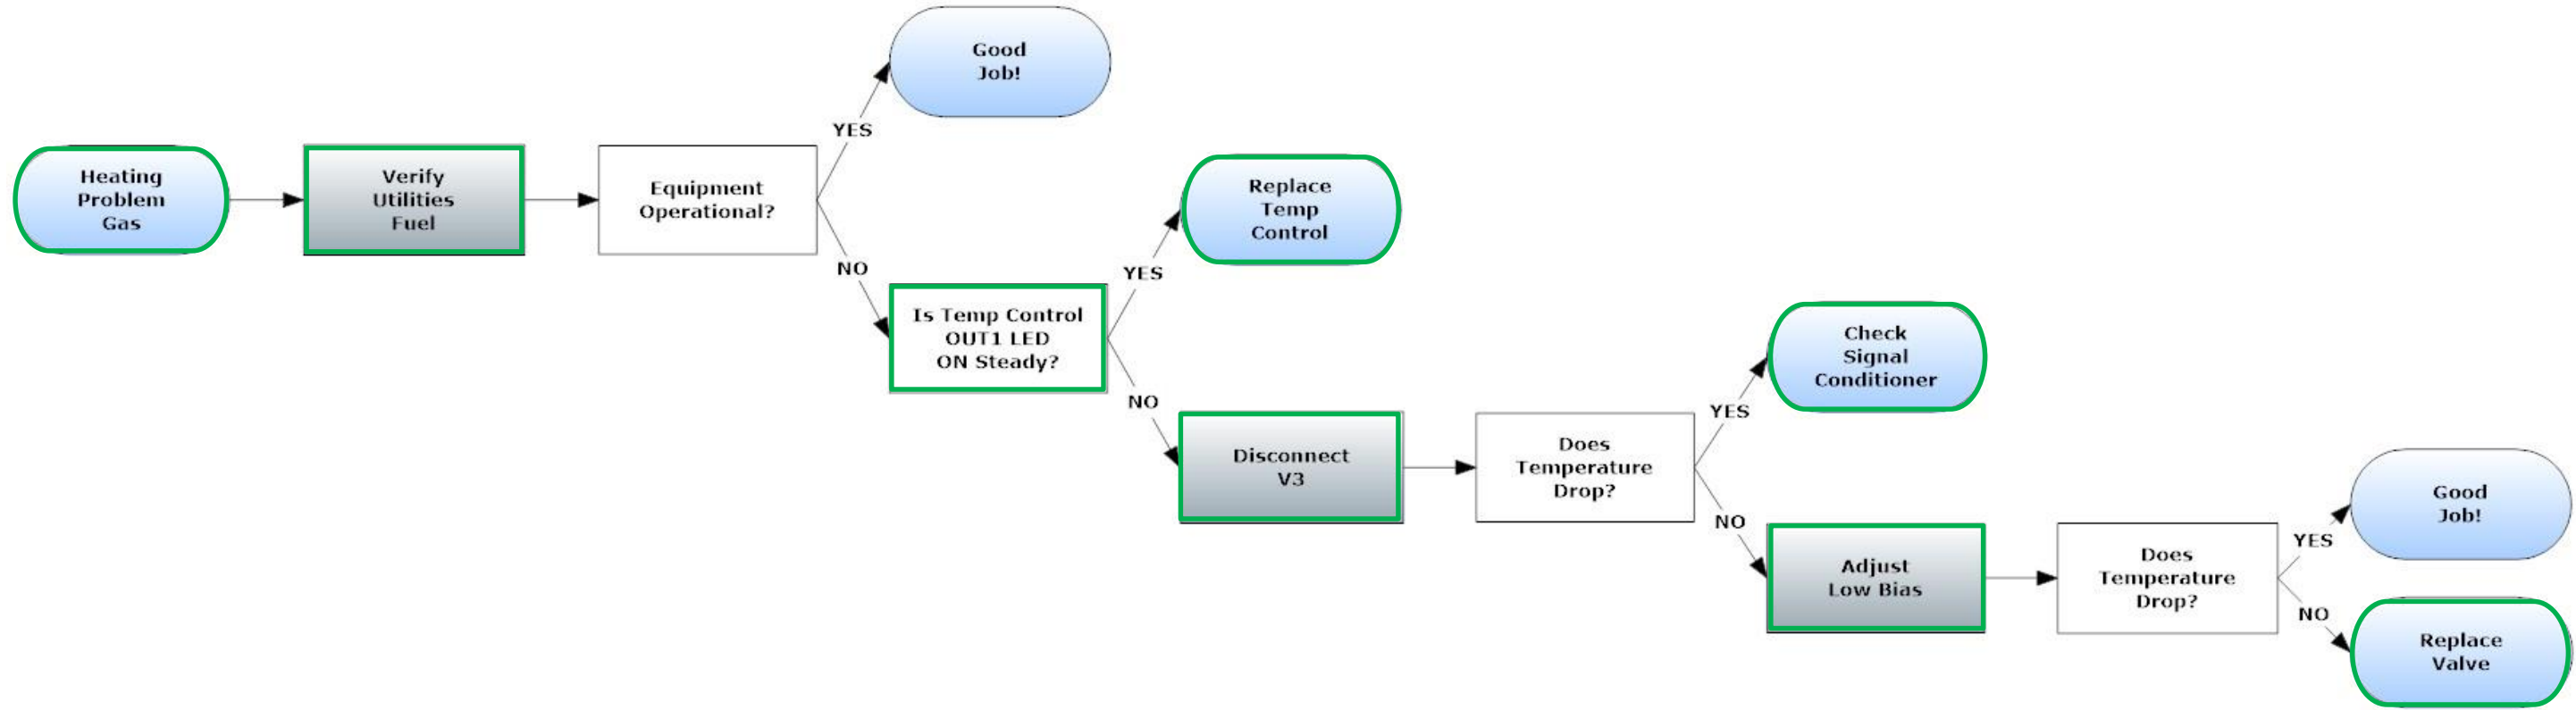 Heating
Problem
Gas
Verify
Utilities
Fuel
Equipment
Operational?
YES
Good
Job!
NO
Is Temp Control
OUT1 LED
ON Steady?
YES
Replace
Temp
Control
NO
Disconnect
V3
Does
Temperature
Drop?
YES
Check
Signal
Conditioner
NO
Adjust
Low Bias
Does
Temperature
Drop?
YES
Good
Job!
NO
Replace
Valve